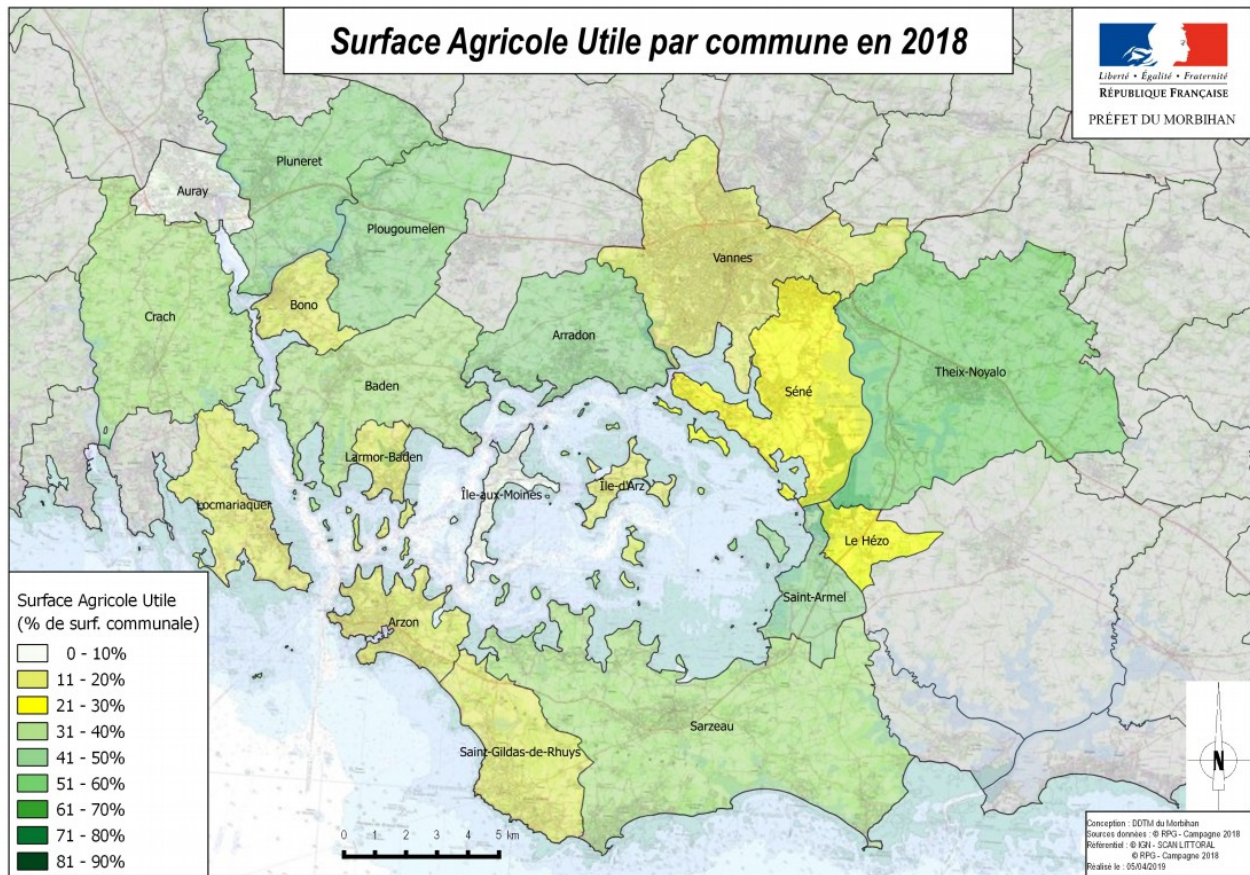 Surface Agricole Utile par commune en 2018
Liberté • Égalité • Fraternité
RÉPUBLIQUE FRANÇAISE
PRÉFET DU MORBIHAN
Pluneret
Auray
Plougoumelen
Vannes
Bono
Crach
Arradon
Theix-Noyalo
Baden
Séné
Larmor-Baden
Île-d'Arz
Île-aux-Moines
Locmariaquer
Le Hézo
Saint-Armel
Arzon
Sarzeau
Saint-Gildas-de-Rhuys
Surface Agricole Utile
(% de surf. communale)
0 - 10%
11 - 20%
21 - 30%
31 - 40%
41 - 50%
51 - 60%
61 - 70%
71 - 80%
81 - 90%
0 1 2 3 4 5 km
N
Conception : DDTM du Morbihan
Sources données : © RPG - Campagne 2018
Référentiel : © IGN - SCAN LITTORAL
© RPG - Campagne 2018
Réalisé le : 05/04/2019